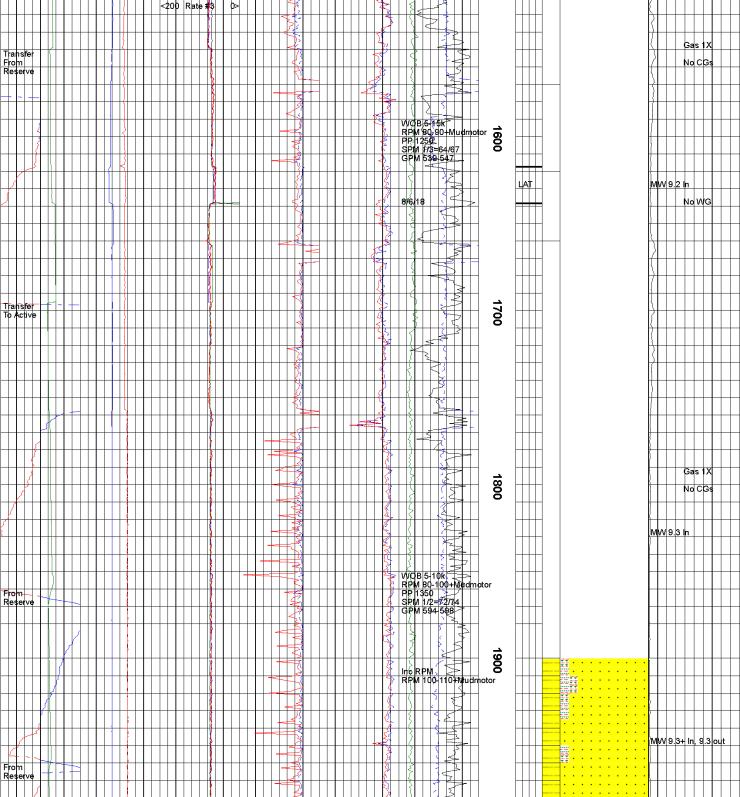 <200 Rate #3 0>
Gas 1X
Transfer
From
Reserve
No CGs
WOB 5-15k
RPM 80-90+Mudmotor
PP 1250
SPM 1/3=64/67
GPM 539-547
1600
LAT
MW 9.2 In
8/6/18
No WG
Transfer
To Active
1700
Gas 1X
No CGs
1800
MW 9.3 In
WOB 5-10k
RPM 80-100+Mudmotor
PP 1350
SPM 1/2=72/74
GPM 594-598
From
Reserve
1900
Inc RPM
RPM 100-110+Mudmotor
MW 9.3+ In, 9.3 out
From
Reserve